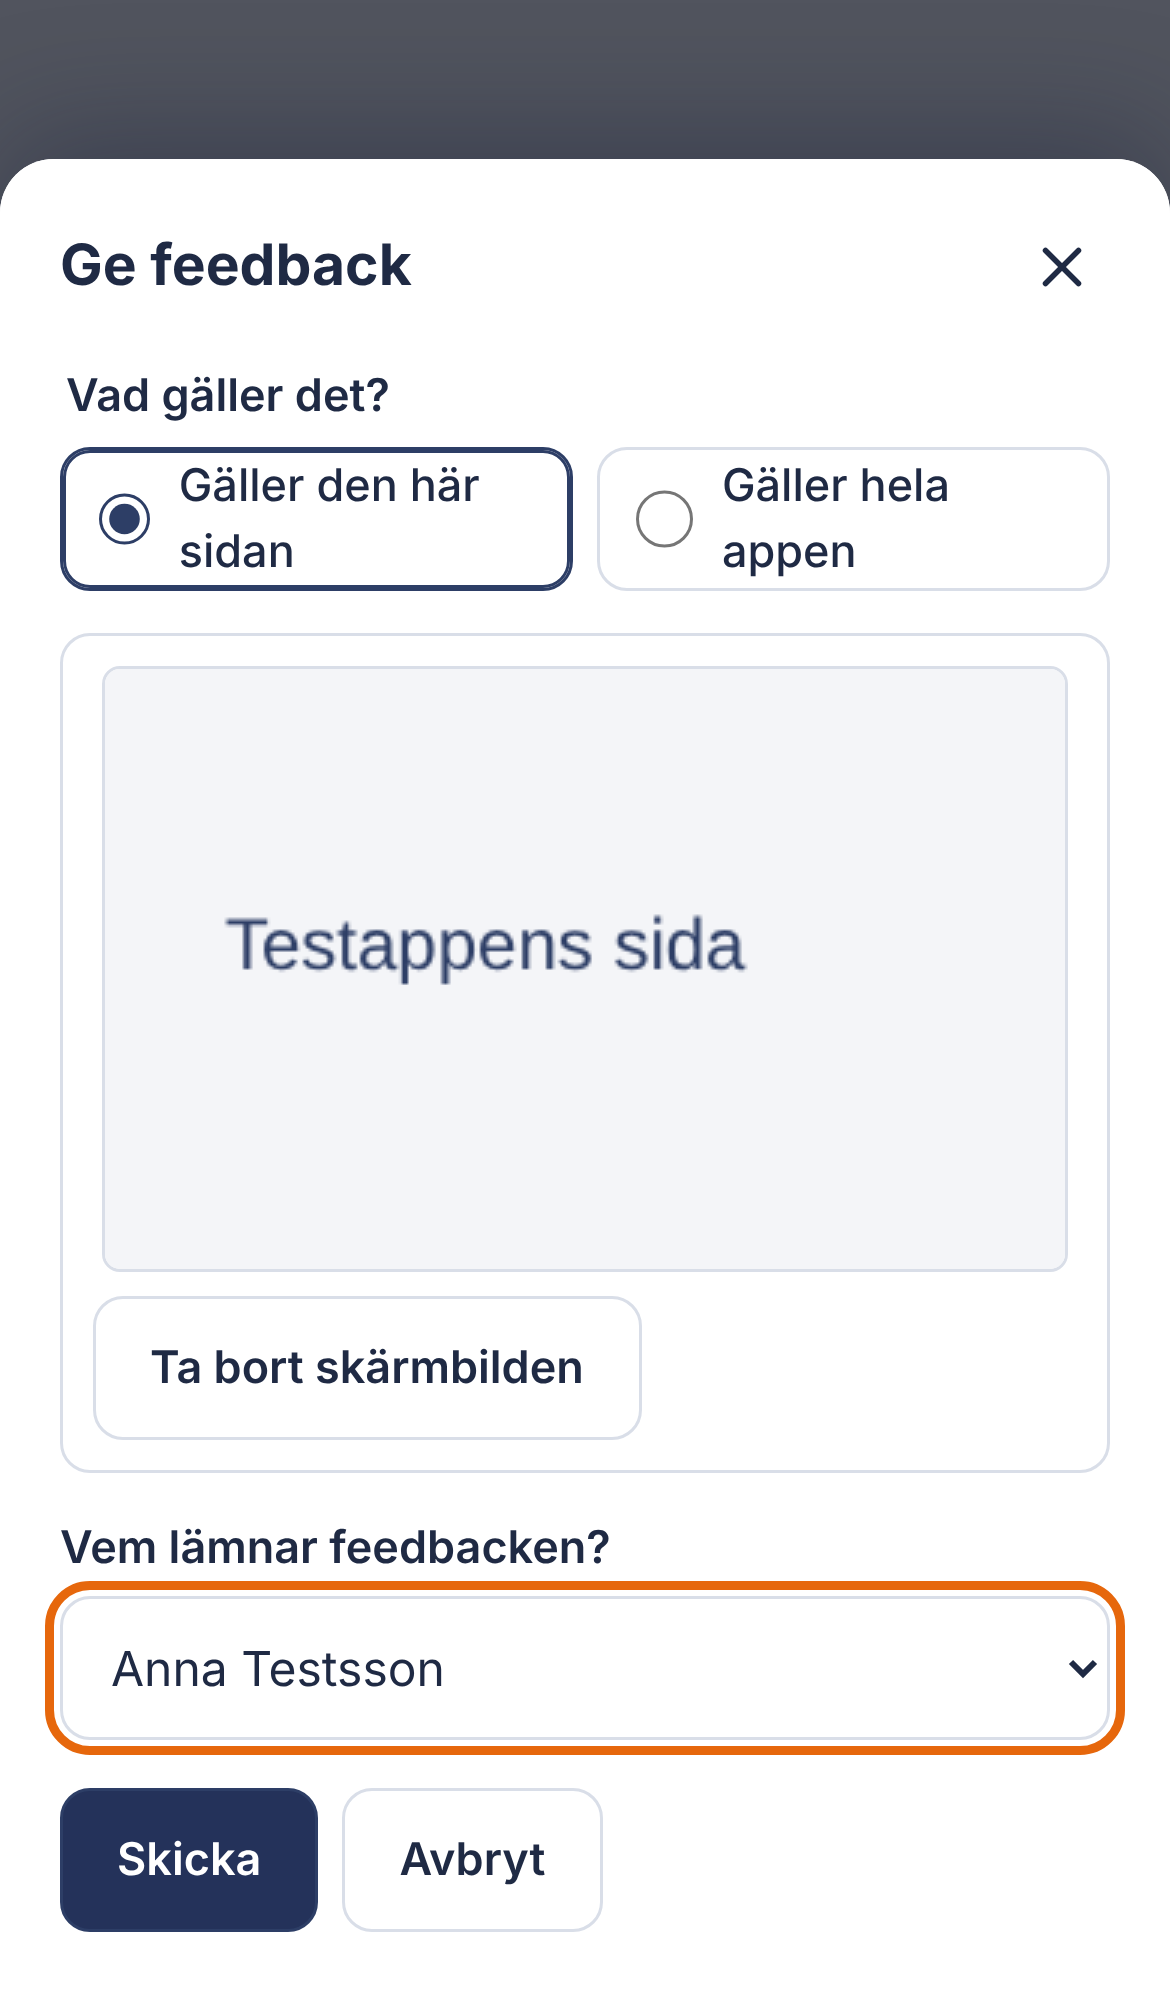 Ge feedback
Vad gäller det?
Gäller den här
sidan
Gäller hela
appen
Testappens sida
Ta bort skärmbilden
Vem lämnar feedbacken?
Anna Testsson
Skicka
Avbryt